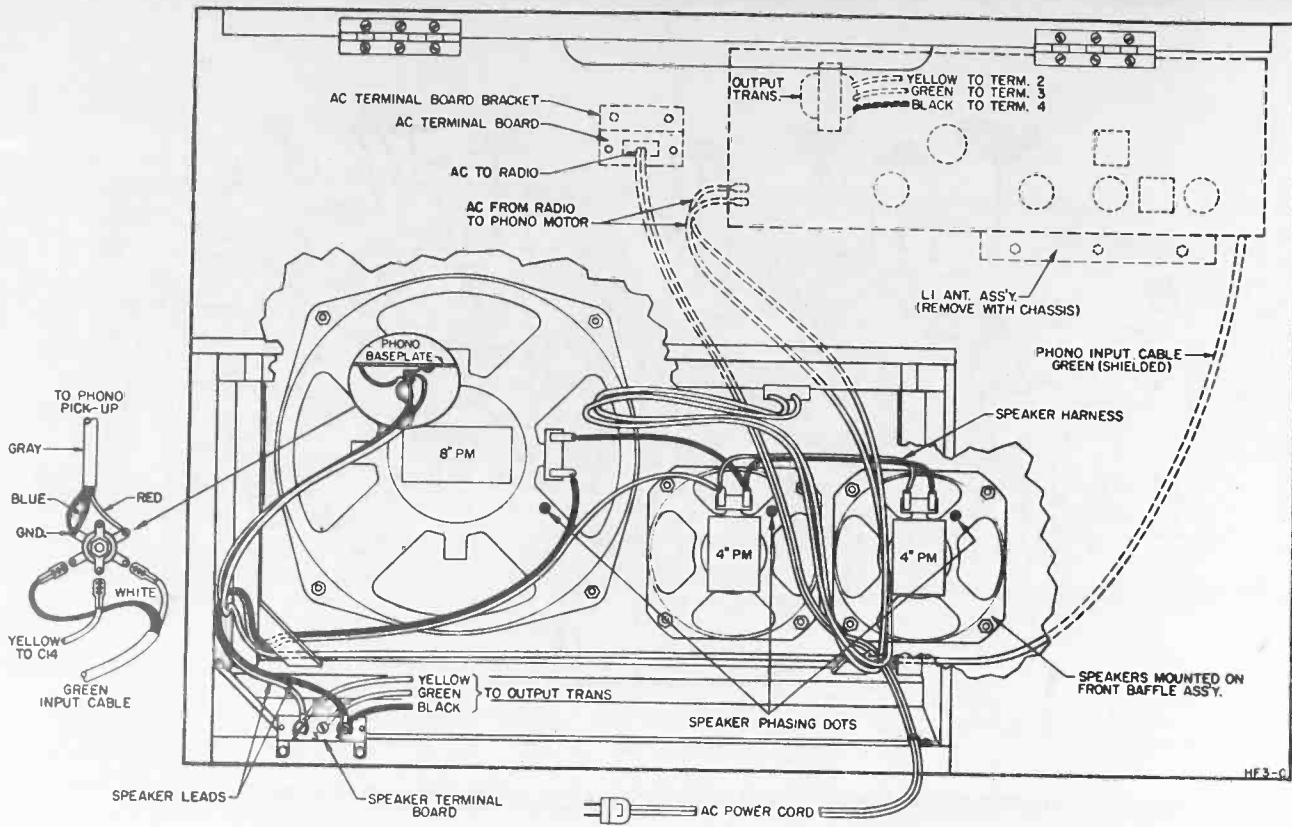 OUTPUT
TRANS.
YELLOW TO TERM. 2
GREEN TO TERM. 3
BLACK TO TERM. 4
AC TERMINAL BOARD BRACKET
AC TERMINAL BOARD
AC TO RADIO
AC FROM RADIO
TO PHONO MOTOR
L1 ANT. ASS'Y.
(REMOVE WITH CHASSIS)
PHONO INPUT CABLE
GREEN (SHIELDED)
SPEAKER HARNESS
PHONO
BASEPLATE
8" PM
4" PM
4" PM
TO PHONO
PICK-UP
GRAY
BLUE
RED
GND.
WHITE
YELLOW
TO C14
GREEN
INPUT CABLE
YELLOW
GREEN
BLACK
TO OUTPUT TRANS
SPEAKER PHASING DOTS
SPEAKERS MOUNTED ON
FRONT BAFFLE ASS'Y.
SPEAKER LEADS
SPEAKER TERMINAL
BOARD
AC POWER CORD
HF3-C